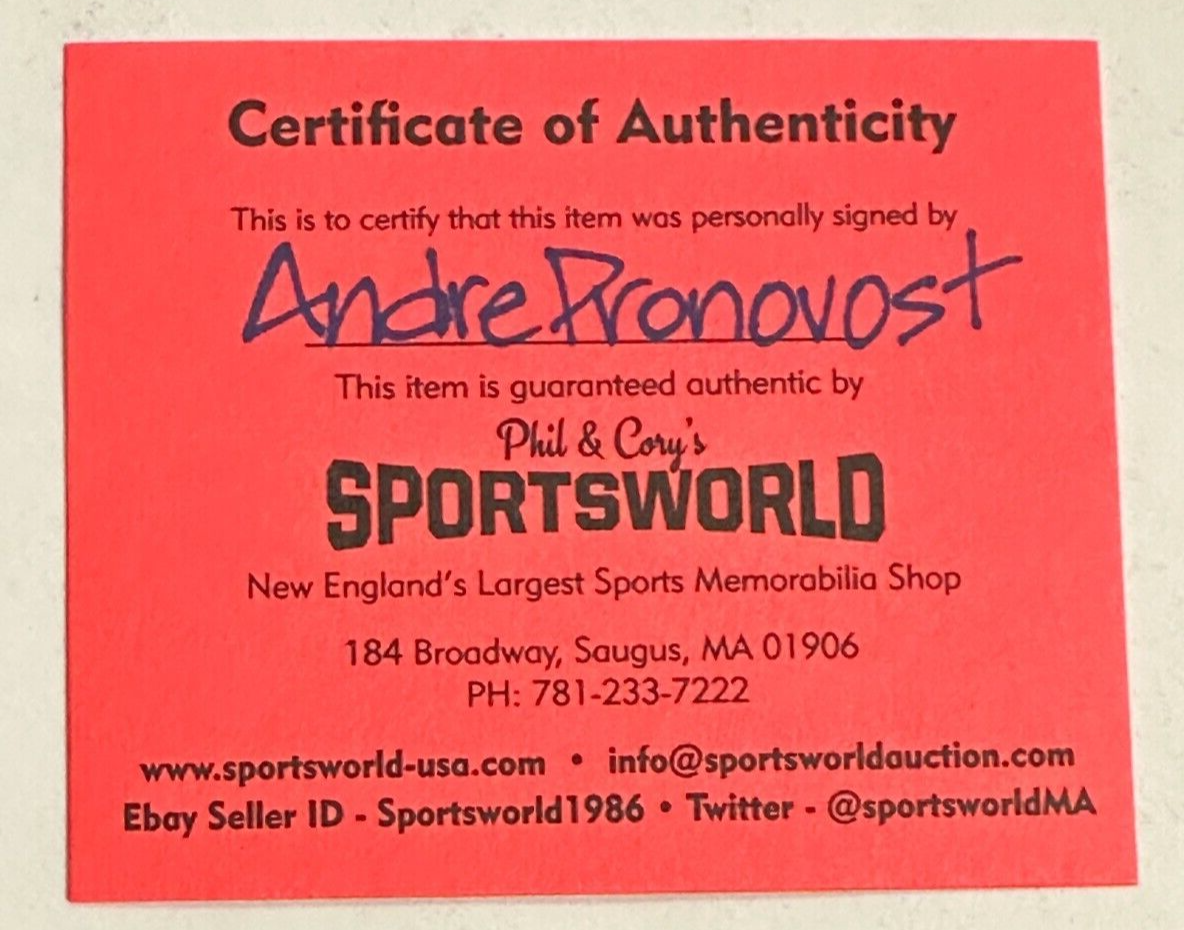 Certificate of Authenticity
This is to certify that this item was personally signed by
Andre Pronovost
This item is guaranteed authentic by
Phil & Cory's
SPORTSWORLD
New England's Largest Sports Memorabilia Shop
184 Broadway, Saugus, MA 01906
PH: 781-233-7222
www.sportsworld-usa.com • info@sportsworldauction.com
Ebay Seller ID - Sportsworld1986 • Twitter - @sportsworldMA